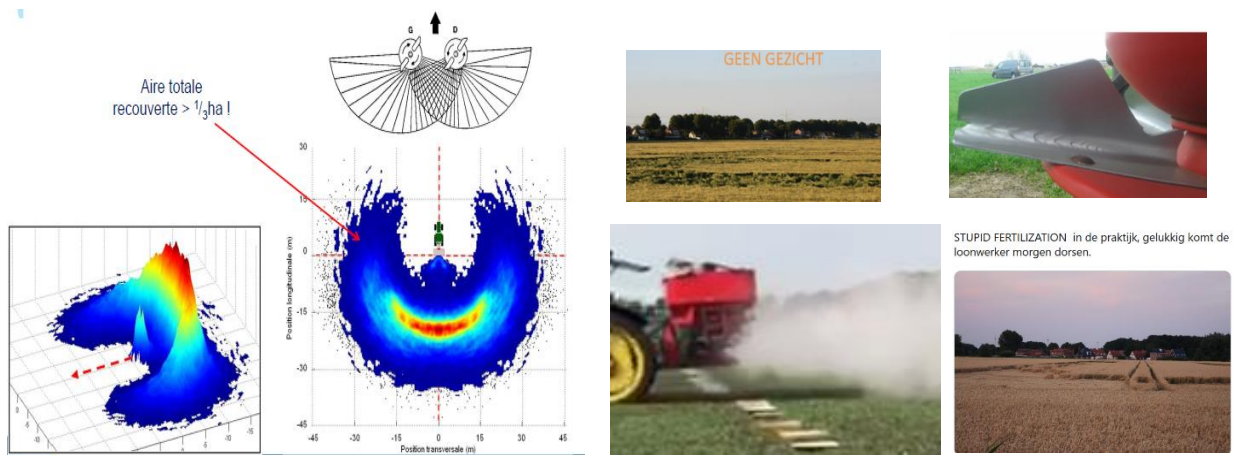 G D
Aire totale
recouverte > 1/3ha !
30
15
0
-15
-30
-45
Position longitudinale (m)
-45 -30 -15 0 15 30 45
Position transversale (m)
GEEN GEZICHT
STUPID FERTILIZATION in de praktijk, gelukkig komt de
loonwerker morgen dorsen.